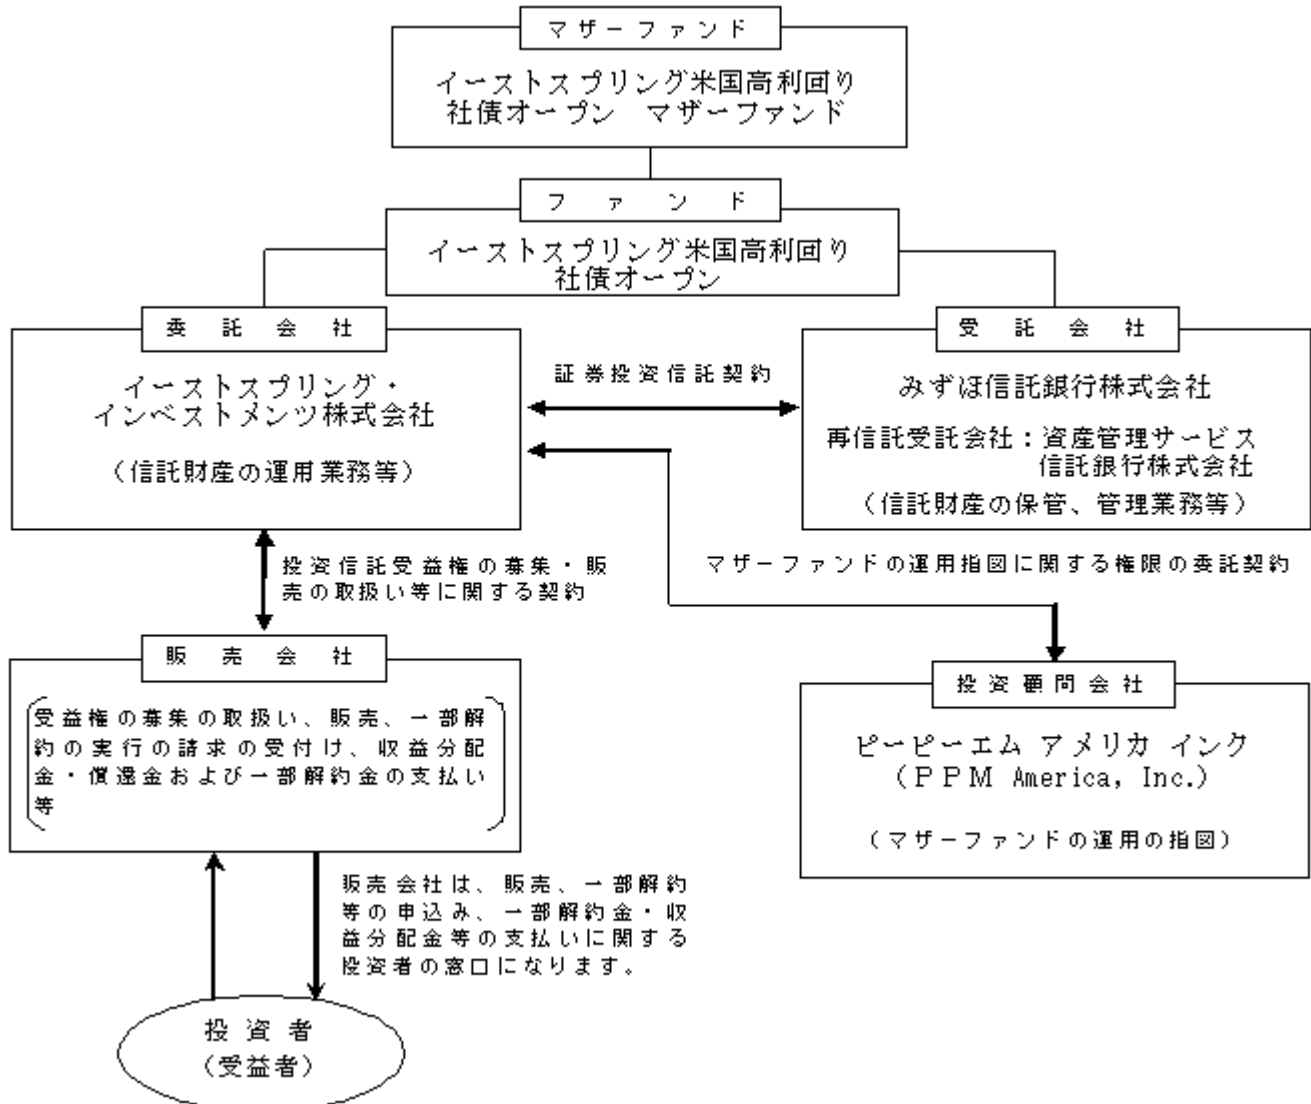 マザーファンド
イーストスプリング米国高利回り
社債オープン　マザーファンド
ファンド
イーストスプリング米国高利回り
社債オープン
委託会社
イーストスプリング・
インベストメンツ株式会社
（信託財産の運用業務等）
証券投資信託契約
受託会社
みずほ信託銀行株式会社
再信託受託会社：資産管理サービス
信託銀行株式会社
（信託財産の保管、管理業務等）
投資信託受益権の募集・販
売の取扱い等に関する契約
マザーファンドの運用指図に関する権限の委託契約
販売会社
受益権の募集の取扱い、販売、一部解
約の実行の請求の受付け、収益分配
金・償還金および一部解約金の支払い
等
投資顧問会社
ピーピーエム アメリカ インク
（ＰＰＭ America, Inc.）
（マザーファンドの運用の指図）
販売会社は、販売、一部解約
等の申込み、一部解約金・収
益分配金等の支払いに関する
投資者の窓口になります。
投資者
（受益者）